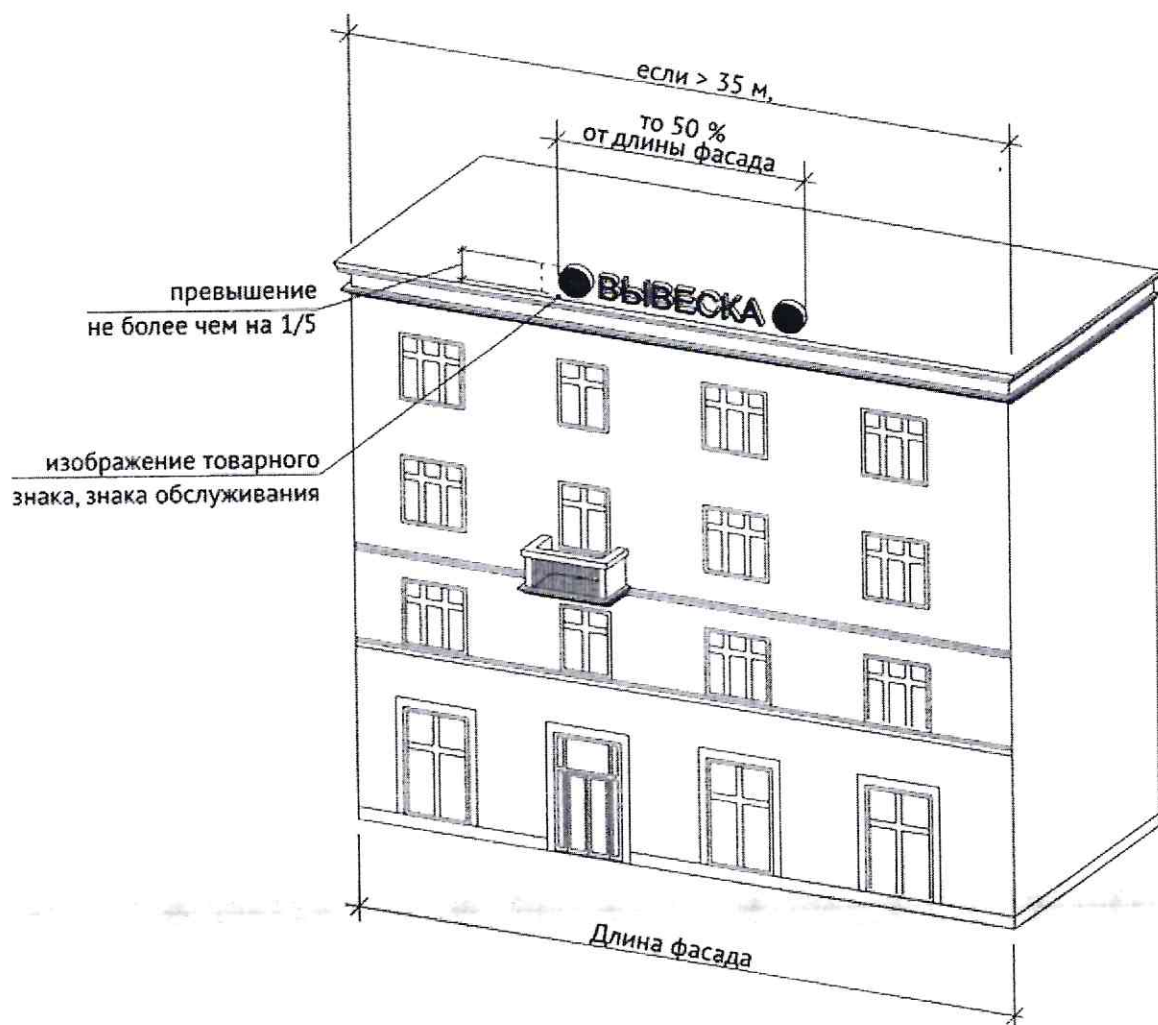 если > 35 м,
то 50 %
от длины фасада
ВЫВЕСКА
превышение
не более чем на 1/5
изображение товарного
знака, знака обслуживания
Длина фасада